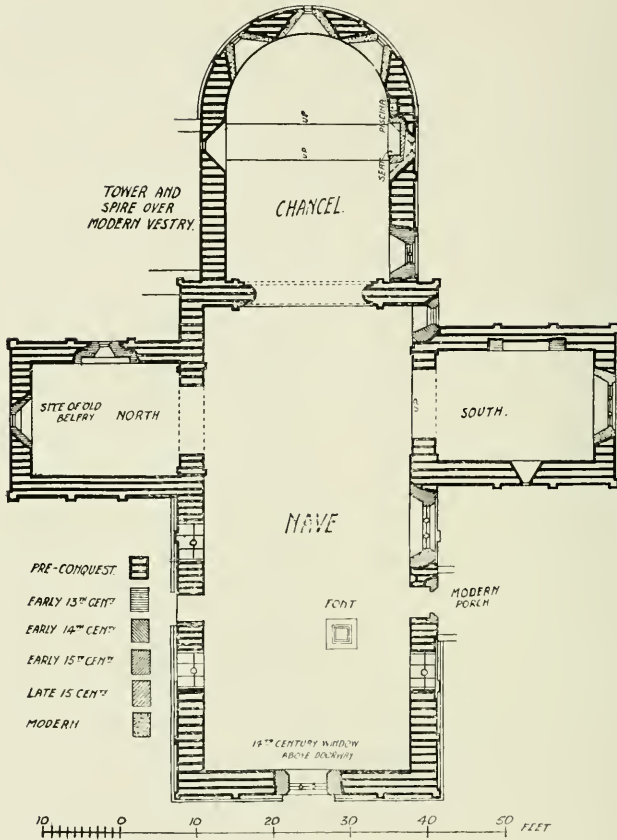 UP
UP
PISCINA
SEAT
TOWER AND
SPIRE OVER
MODERN VESTRY.
CHANCEL.
SITE OF OLD
BELFRY
NORTH
UP
SOUTH.
NAVE
PRE-CONQUEST.
EARLY 13TH CENTY
EARLY 14TH CENTY
EARLY 15TH CENTY
LATE 15 CENTY
MODERN
MODERN
PORCH
FONT
14TH CENTURY WINDOW
ABOVE DOORWAY
10 0 10 20 30 40 50 FEET